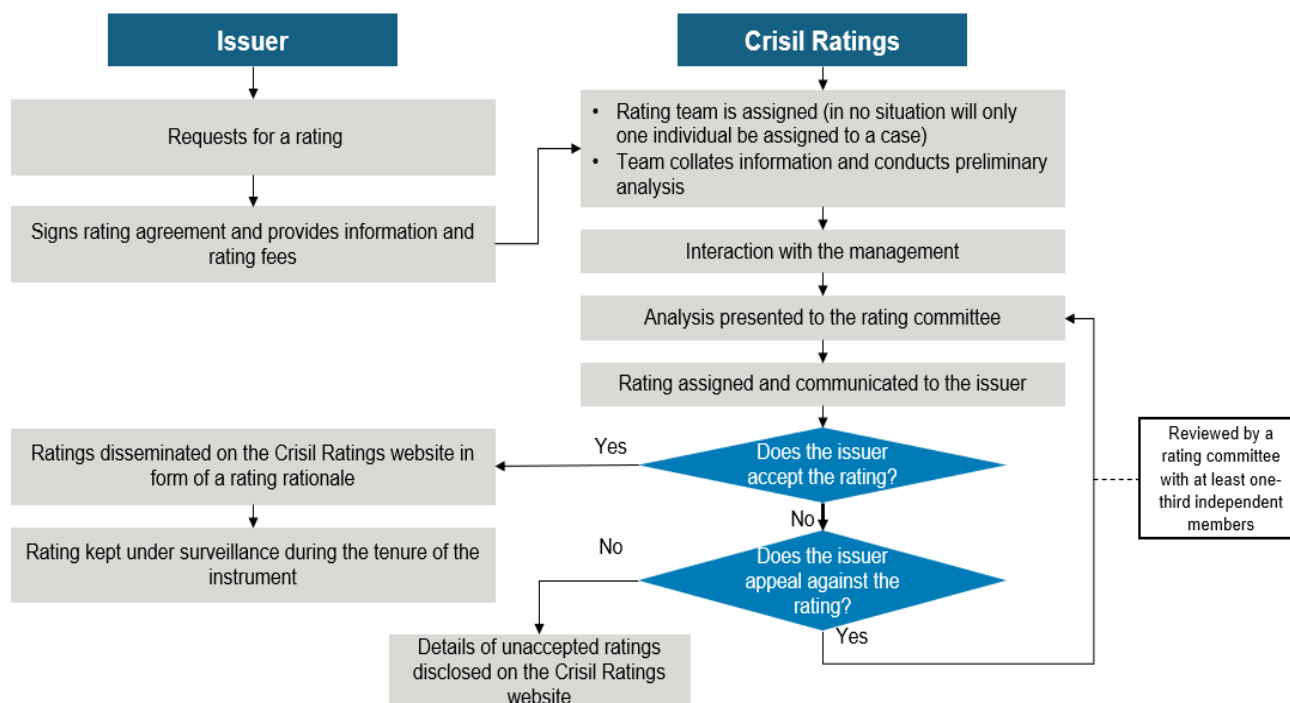 Issuer
Crisil Ratings
Requests for a rating
Signs rating agreement and provides information and
rating fees
• Rating team is assigned (in no situation will only
one individual be assigned to a case)
• Team collates information and conducts preliminary
analysis
Interaction with the management
Analysis presented to the rating committee
Rating assigned and communicated to the issuer
Does the issuer
accept the rating?
Yes
Ratings disseminated on the Crisil Ratings website in
form of a rating rationale
Rating kept under surveillance during the tenure of the
instrument
No
Does the issuer
appeal against the
rating?
No
Details of unaccepted ratings
disclosed on the Crisil Ratings
website
Yes
Reviewed by a
rating committee
with at least one-
third independent
members